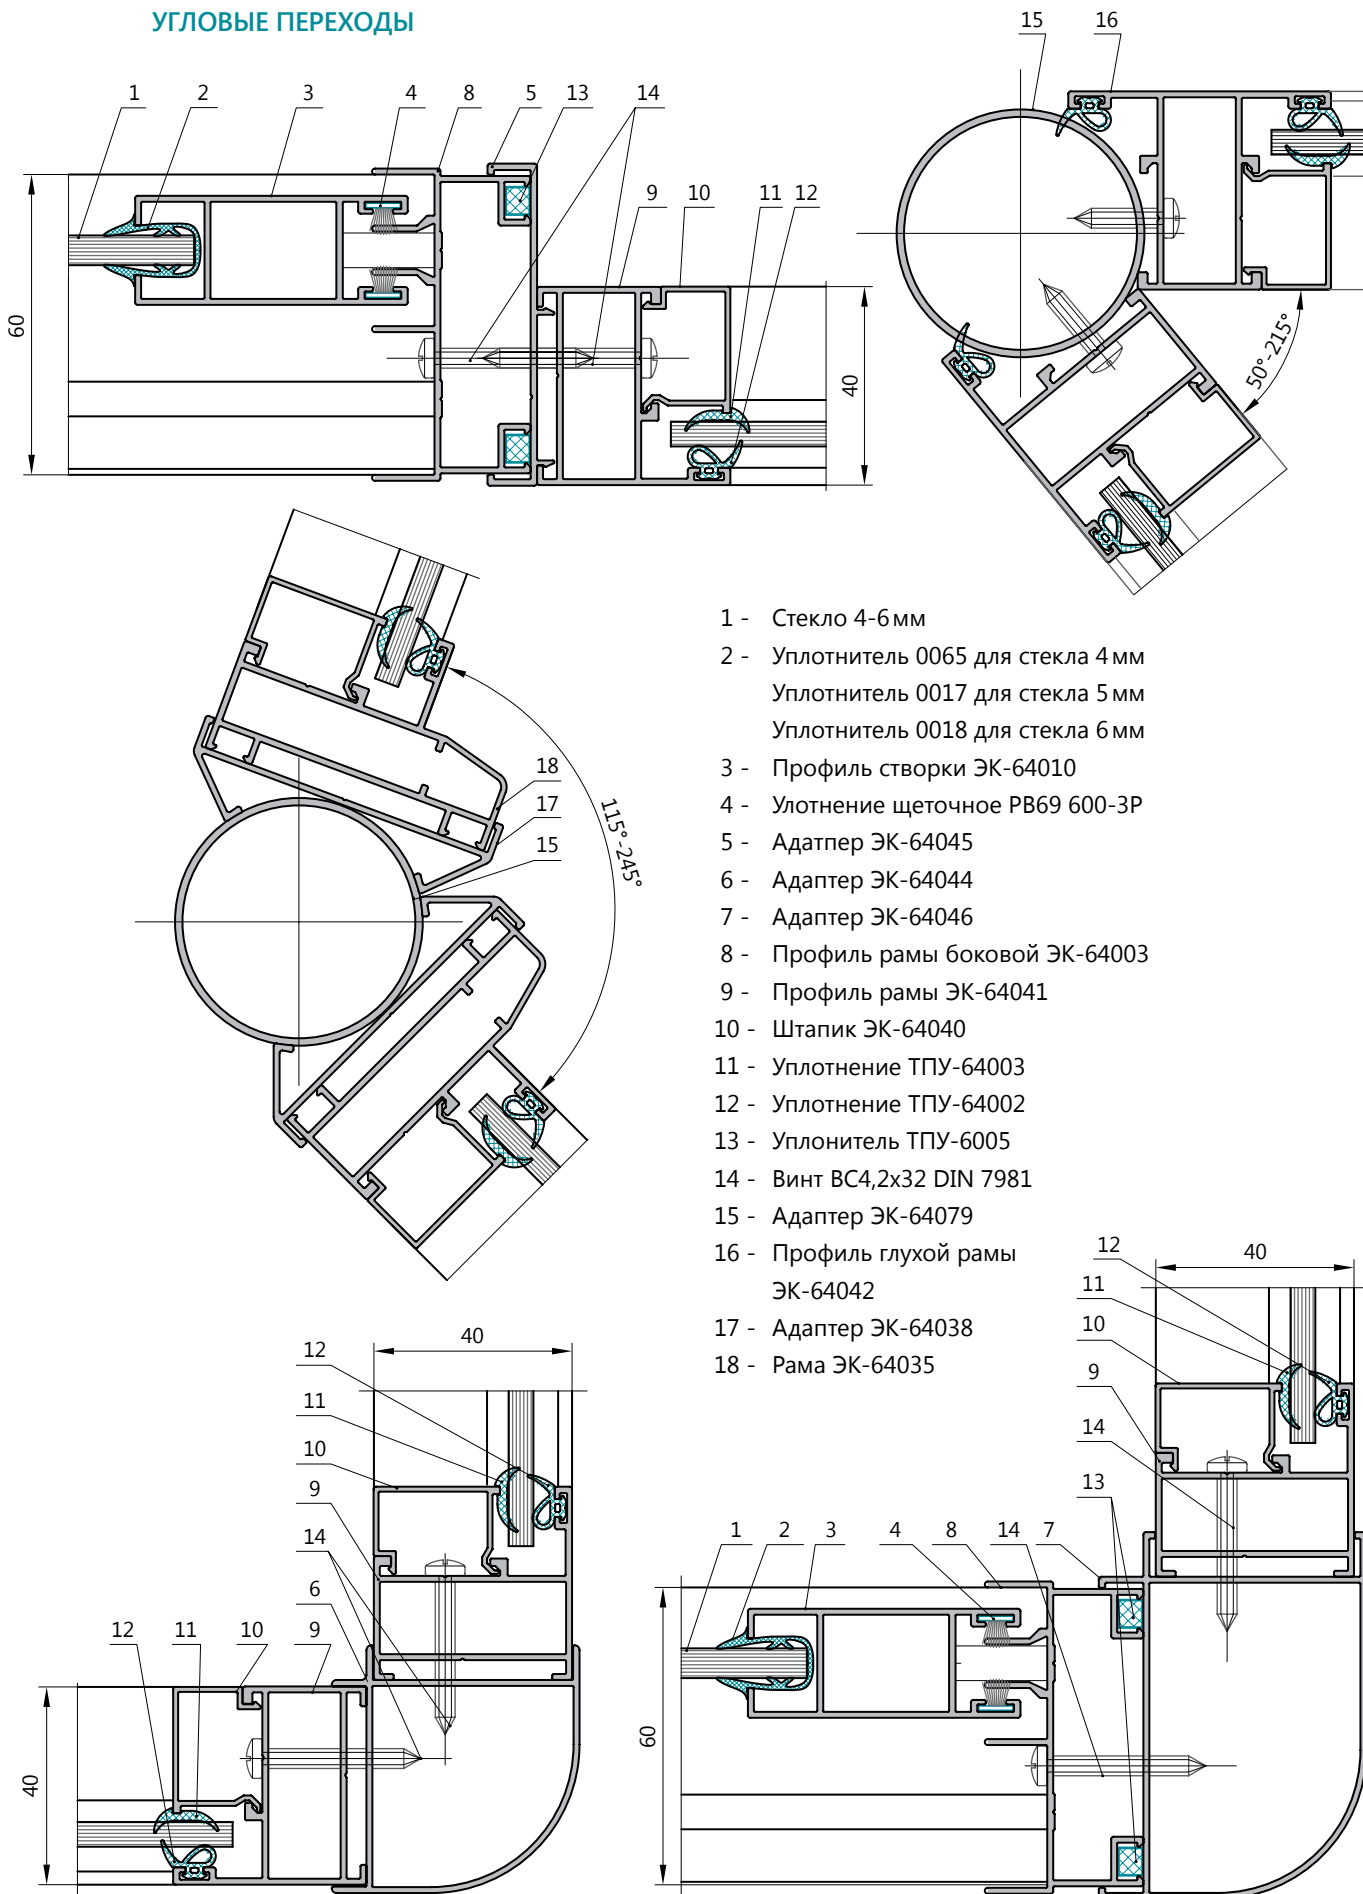 УГЛОВЫЕ ПЕРЕХОДЫ
1 2 3 4 8 5 13 14
9 10 11 12
60
40
15 16
50°-215°
18
17
15
115°-245°
1 - Стекло 4-6 мм
2 - Уплотнитель 0065 для стекла 4 мм
Уплотнитель 0017 для стекла 5 мм
Уплотнитель 0018 для стекла 6 мм
3 - Профиль створки ЭК-64010
4 - Улотнение щеточное РВ69 600-3Р
5 - Адатпер ЭК-64045
6 - Адаптер ЭК-64044
7 - Адаптер ЭК-64046
8 - Профиль рамы боковой ЭК-64003
9 - Профиль рамы ЭК-64041
10 - Штапик ЭК-64040
11 - Уплотнение ТПУ-64003
12 - Уплотнение ТПУ-64002
13 - Уплонитель ТПУ-6005
14 - Винт ВС4,2х32 DIN 7981
15 - Адаптер ЭК-64079
16 - Профиль глухой рамы
ЭК-64042
17 - Адаптер ЭК-64038
18 - Рама ЭК-64035
40
12
11
10
9
14
6
12 11 10 9
40
12
40
11
10
9
14
13
1 2 3 4 8 14 7
60